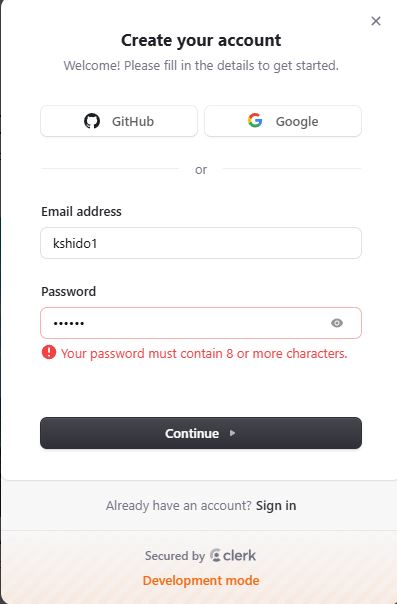 Create your account
Welcome! Please fill in the details to get started.
GitHub
Google
or
Email address
kshido1
Password
••••••
Your password must contain 8 or more characters.
Continue
Already have an account? Sign in
Secured by clerk
Development mode